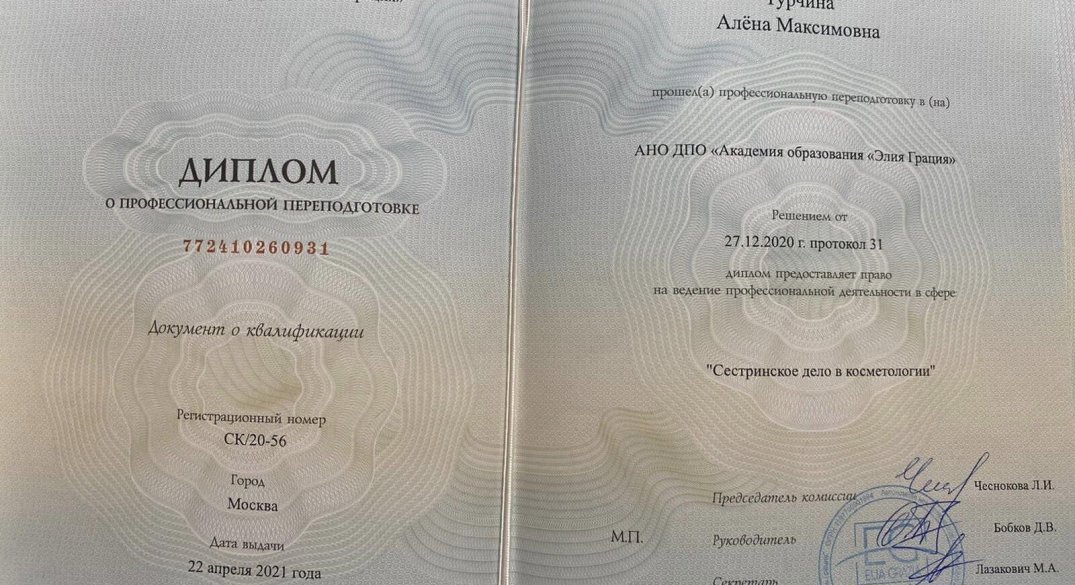 ДИПЛОМ
О ПРОФЕССИОНАЛЬНОЙ ПЕРЕПОДГОТОВКЕ
772410260931
Документ о квалификации
Регистрационный номер
СК/20-56
Город
Москва
Дата выдачи
22 апреля 2021 года
Турчина
Алёна Максимовна
прошел(а) профессиональную переподготовку в (на)
АНО ДПО «Академия образования «Элия Грация»
Решением от
27.12.2020 г. протокол 31
диплом предоставляет право
на ведение профессиональной деятельности в сфере
"Сестринское дело в косметологии"
Председатель комиссии
Чеснокова Л.И.
М.П.
Руководитель
Бобков Д.В.
Секретарь
Лазакович М.А.